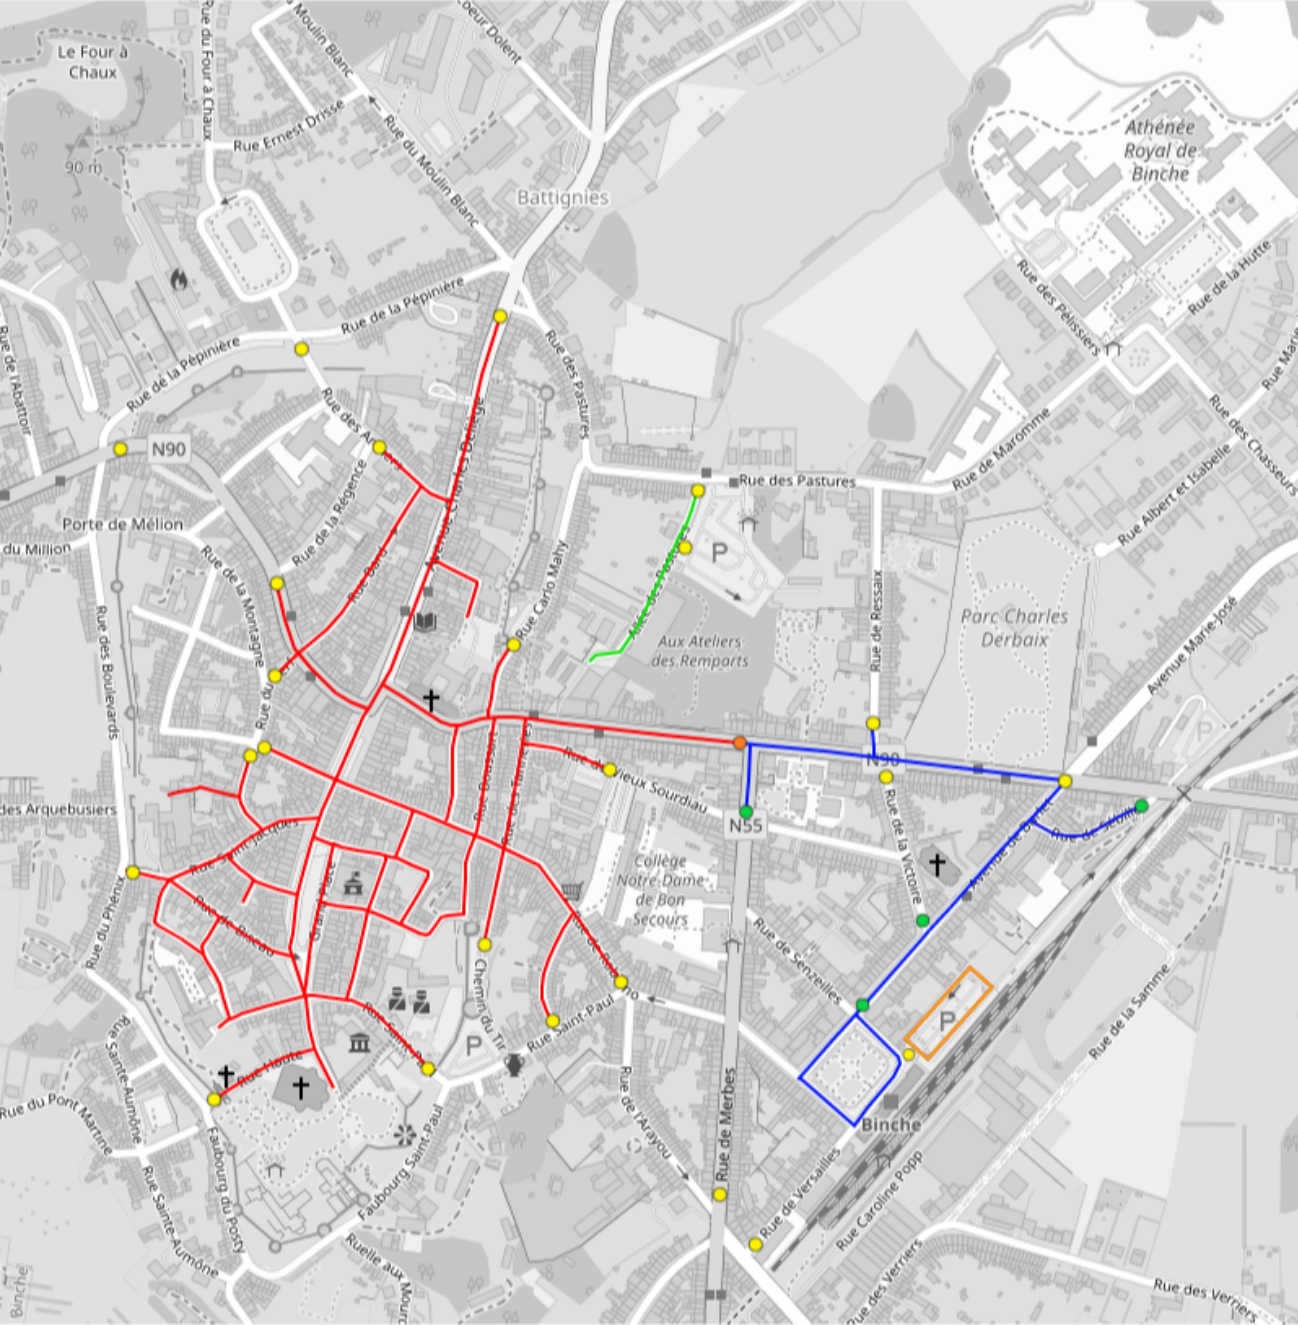 Le Four à
Chaux
90 m
Rue du Four à Chaux
Moulin Blanc
Rue Ernest Drisse
Rue du Moulin Blanc
oeur Dolent
Battignies
Athénée
Royal de
Binche
Rue des Pélissiers
Rue de la Hutte
Rue Marie
Rue des Chasseurs
Rue Albert et Isabelle
Rue de Maromme
Rue de la Pépinière
Rue de la Pépinière
Rue de l'Abattoir
Rue des Pastures
Rue des Pastures
N90
Porte de Mélion
du Million
Rue de la Régence
Avenue Charles Deliège
Rue de la Montagne
Rue des Boulevards
Rue Carlo Mahy
Allée des Pastures
P
Aux Ateliers
des Remparts
Rue de Ressaix
Parc Charles
Derbaix
Avenue Marie-José
P
Rue du
N90
des Arquebusiers
Rue du Vieux Sourdiau
N55
Rue de la Victoire
Rue Saint-Jacques
Grand Place
Rue du Phénix
Collège
Notre-Dame
de Bon
Secours
Rue de Senzeilles
P
Chemin du Tir
P
Rue Saint-Paul
Rue Haute
Rue Sainte-Aumône
Rue du Pont Martine
Rue Sainte-Aumône
Faubourg du Posty
Faubourg Saint-Paul
Rue de l'Arayou
Rue de Merbes
Binche
Rue de Versailles
Rue Caroline Popp
Rue de la Samme
Rue des Verriers
Rue des Verriers
Binche